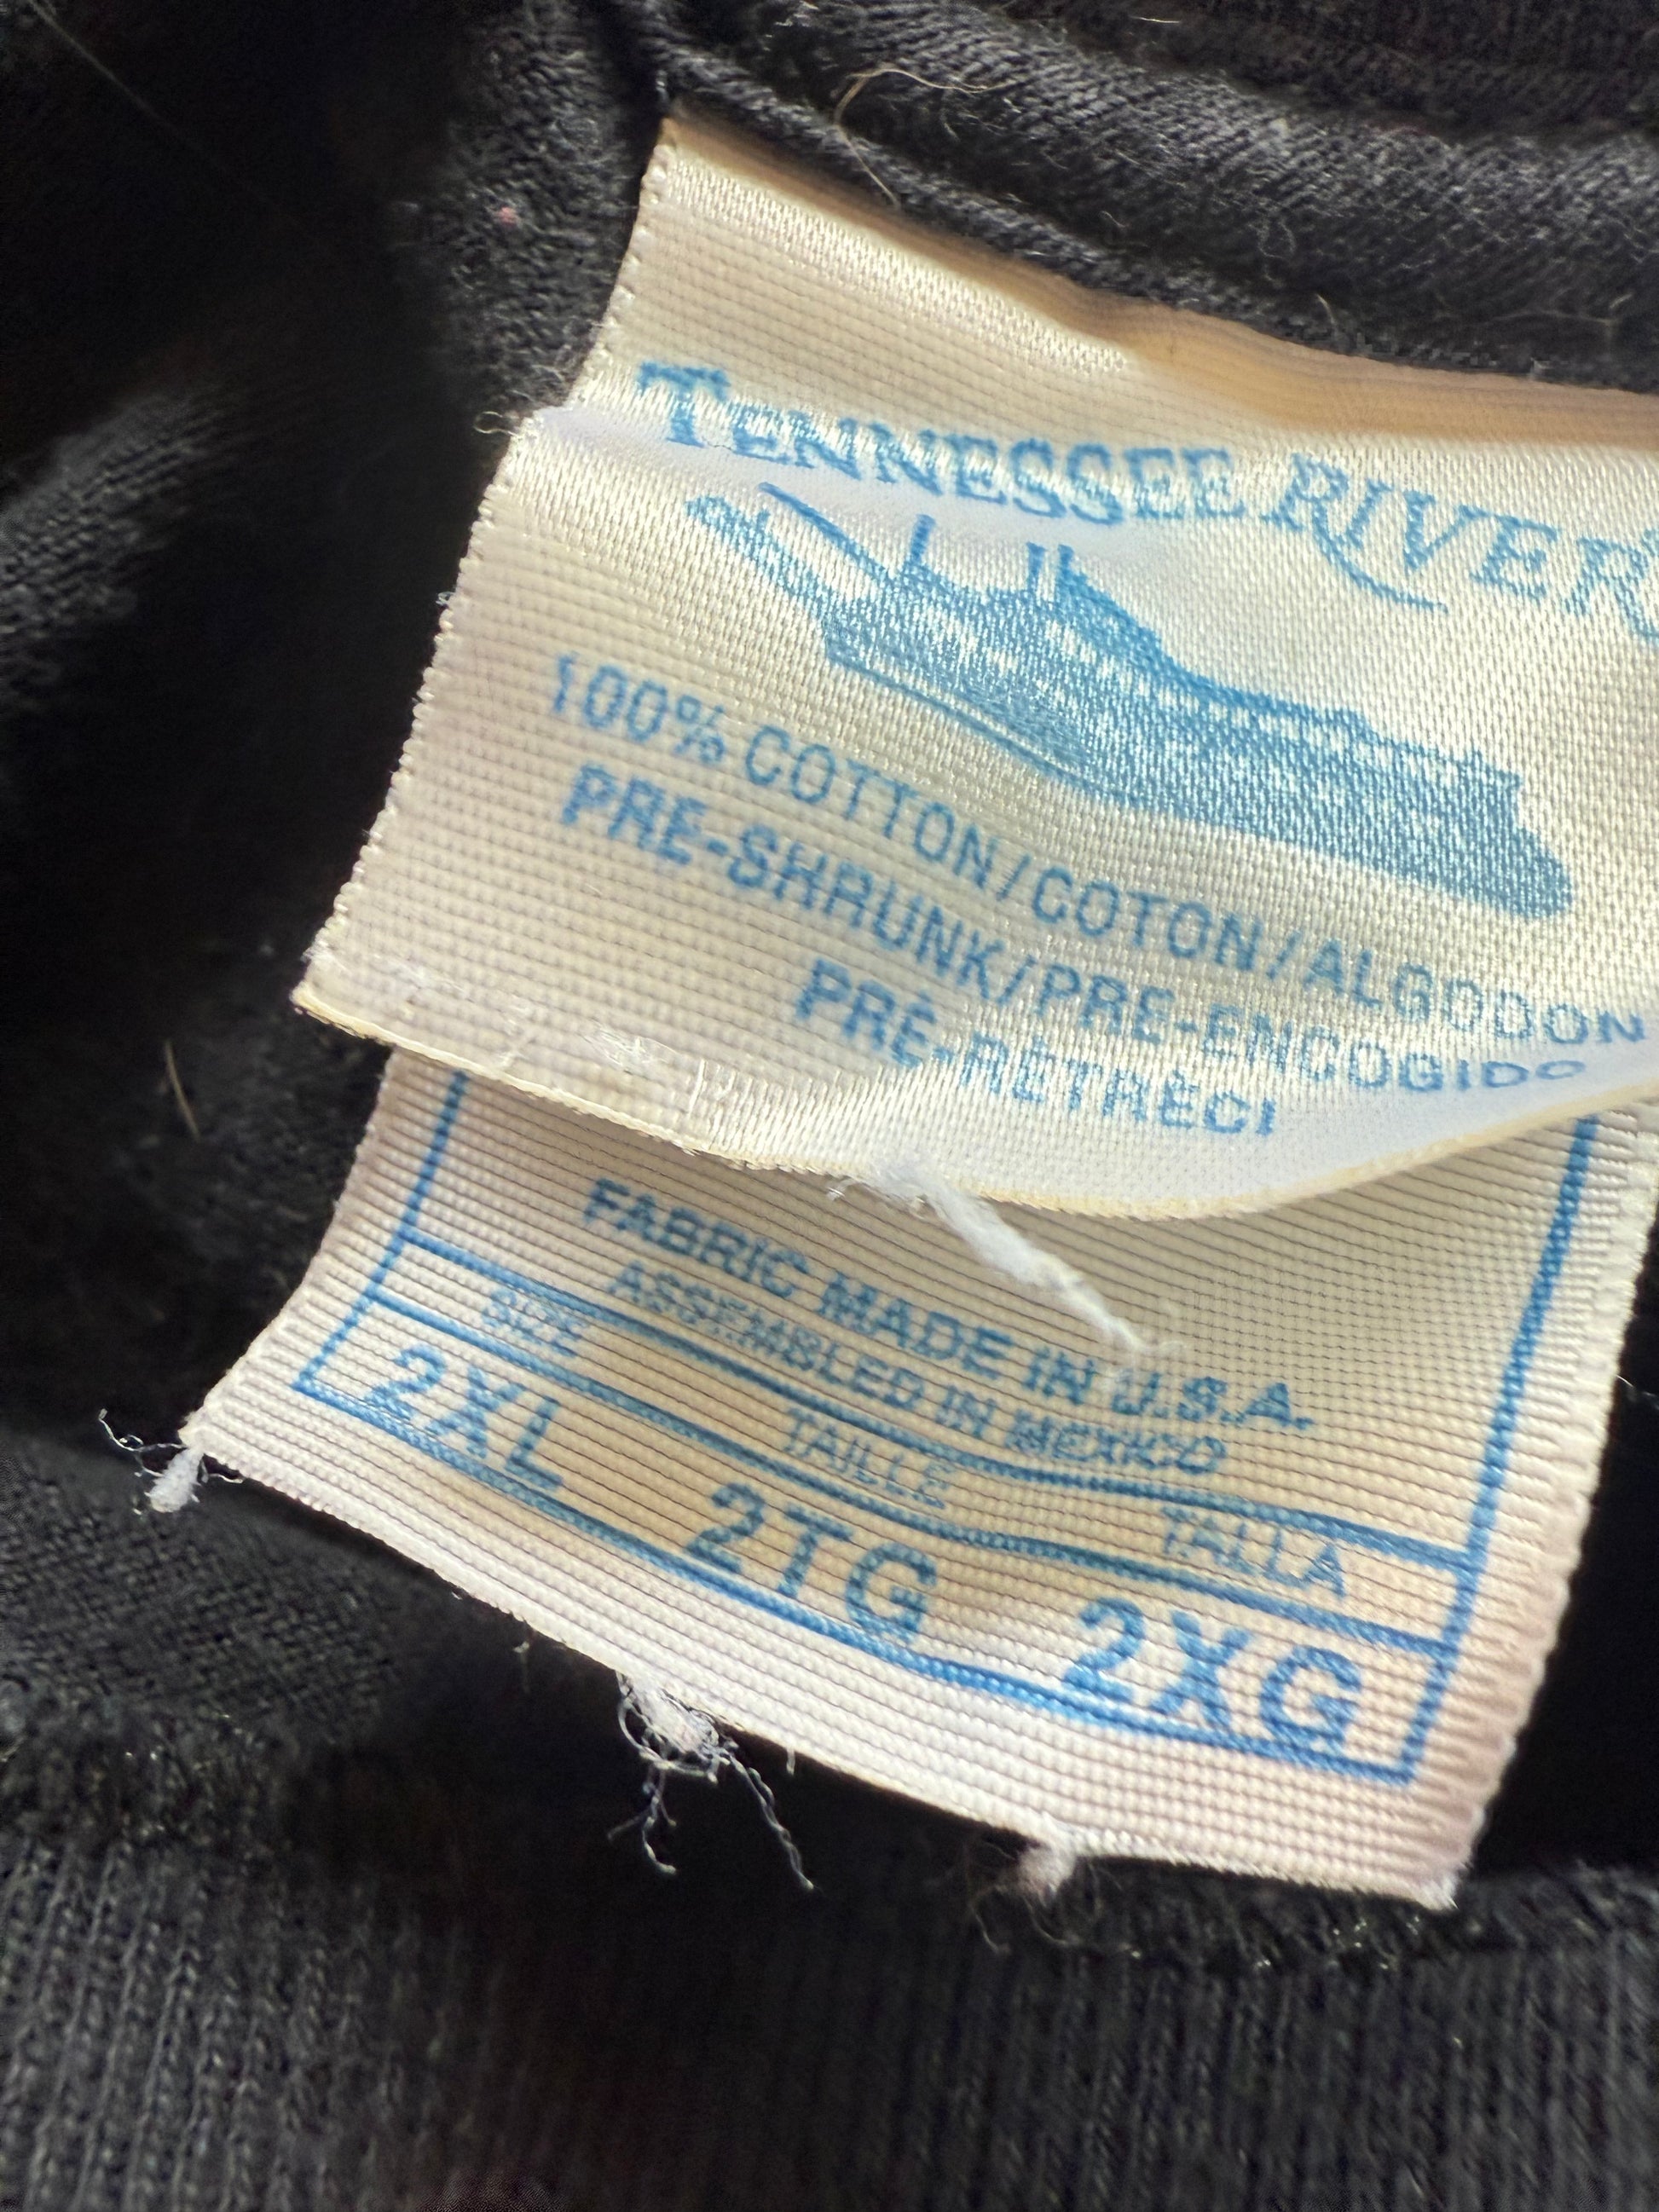 TENNESSEE RIVER
100% COTTON/COTON/ALGODON
PRE-SHRUNK/PRE-ENCOGIDO
PRÉ-RÉTRÉCI
FABRIC MADE IN U.S.A.
ASSEMBLED IN MEXICO
SIZE TAILLE TALLA
2XL 2TG 2XG